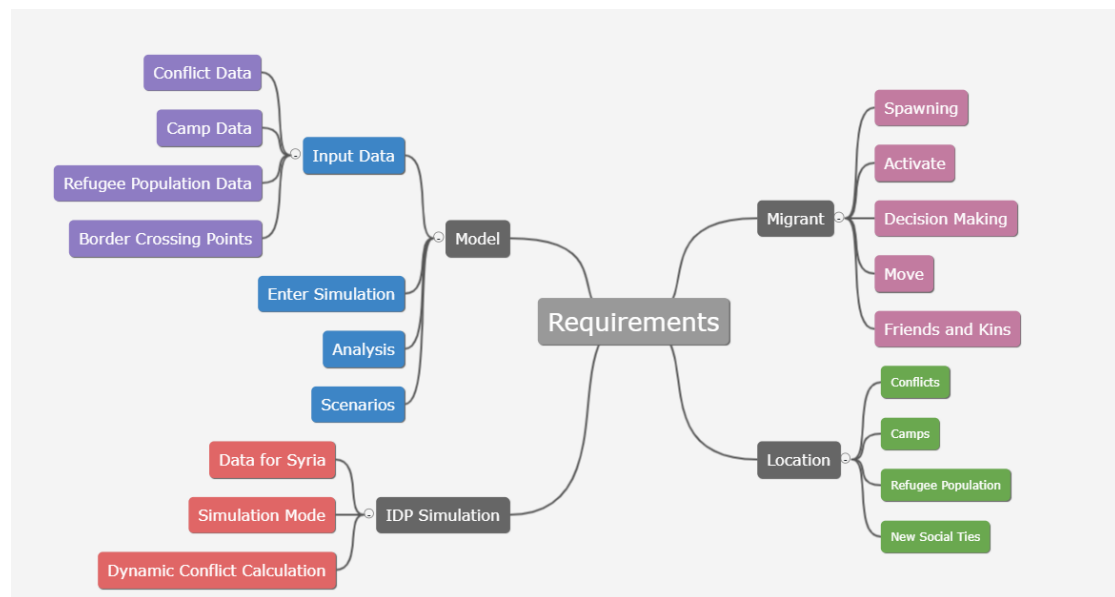 Requirements
Model
Input Data
Conflict Data
Camp Data
Refugee Population Data
Border Crossing Points
Enter Simulation
Analysis
Scenarios
IDP Simulation
Data for Syria
Simulation Mode
Dynamic Conflict Calculation
Migrant
Spawning
Activate
Decision Making
Move
Friends and Kins
Location
Conflicts
Camps
Refugee Population
New Social Ties